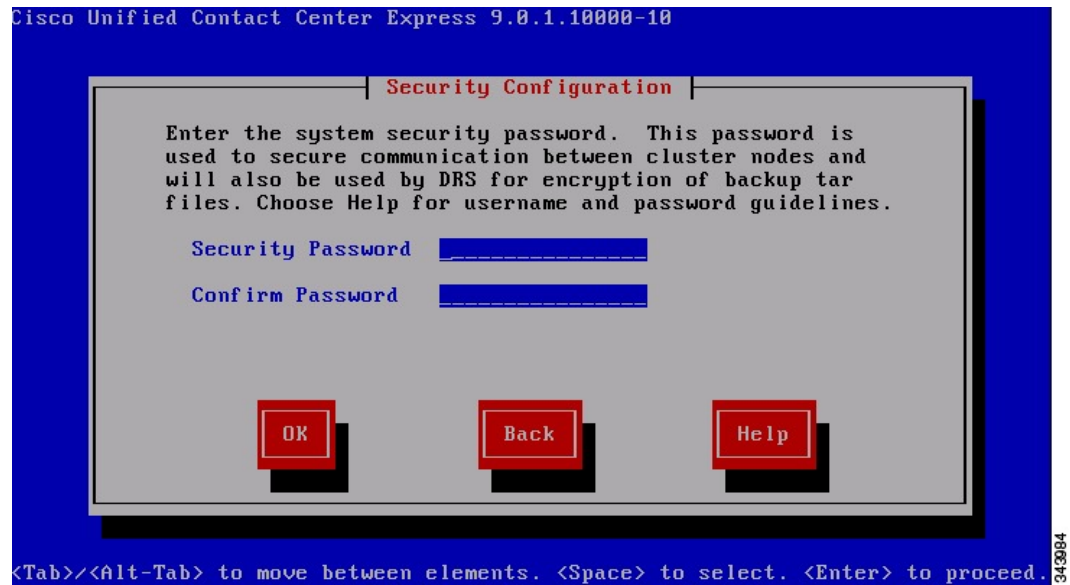 Cisco Unified Contact Center Express 9.0.1.10000-10
Security Configuration
Enter the system security password.  This password is
used to secure communication between cluster nodes and
will also be used by DRS for encryption of backup tar
files. Choose Help for username and password guidelines.
Security Password
Confirm Password
OK Back Help
<Tab>/<Alt-Tab> to move between elements. <Space> to select. <Enter> to proceed.
343984